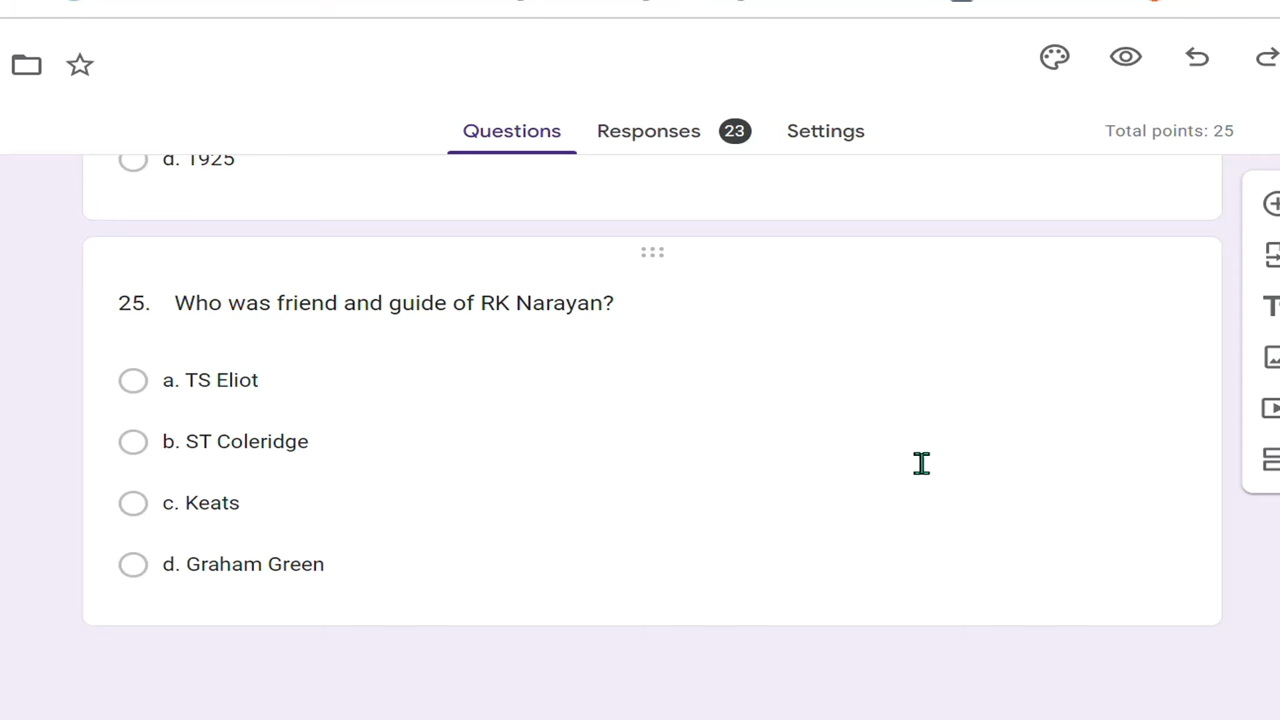 Questions Responses 23 Settings Total points: 25
d. 1925
25. Who was friend and guide of RK Narayan?
a. TS Eliot
b. ST Coleridge
c. Keats
d. Graham Green